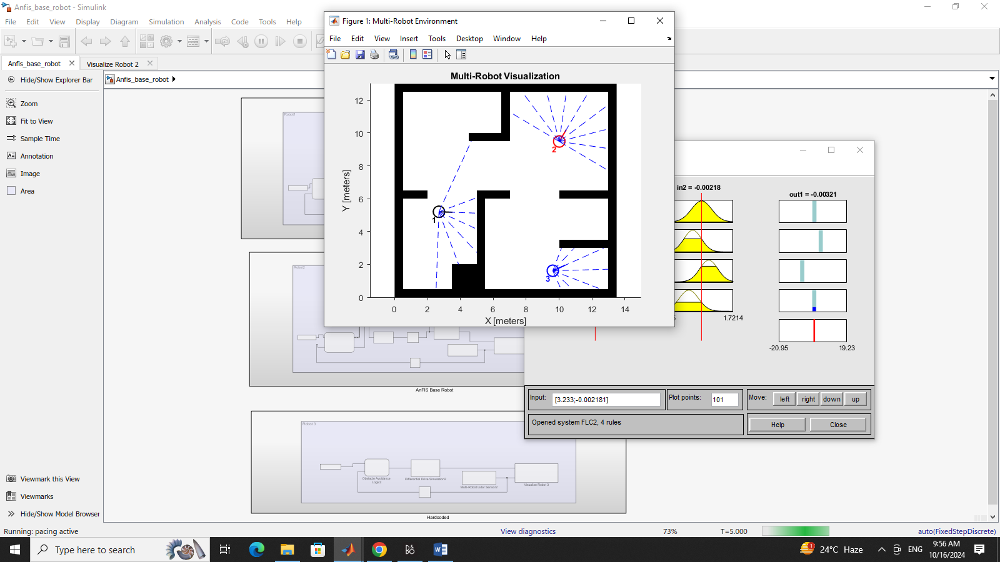 Anfis_base_robot - Simulink
File Edit View Display Diagram Simulation Analysis Code Tools Help
Anfis_base_robot
Visualize Robot 2
Hide/Show Explorer Bar
Anfis_base_robot
Zoom
Fit to View
Sample Time
Annotation
Image
Area
Viewmark this View
Viewmarks
Hide/Show Model Browser
Robot1
Robot2
AnFIS Base Robot
Robot 3
Obstacle Avoidance
Logic2
Differential Drive Simulation2
Multi-Robot Lidar Sensor2
Visualize Robot 3
Hardcoded
Figure 1: Multi-Robot Environment
File Edit View Insert Tools Desktop Window Help
Multi-Robot Visualization
Y [meters]
12
10
8
6
4
2
0
0 2 4 6 8 10 12 14
X [meters]
1
2
3
in2 = -0.00218
out1 = -0.00321
1.7214
-20.95 19.23
Input: [3.233;-0.002181]
Plot points: 101
Move: left right down up
Opened system FLC2, 4 rules
Help Close
Running: pacing active
View diagnostics
73%
T=5.000
auto(FixedStepDiscrete)
Type here to search
1
24°C Haze
ENG
9:56 AM
10/16/2024